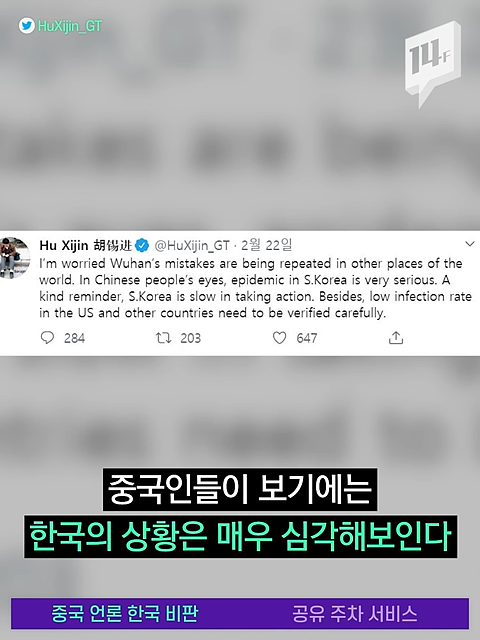 HuXijin_GT
14F
Hu Xijin 胡锡进 @HuXijin_GT · 2월 22일
I'm worried Wuhan's mistakes are being repeated in other places of the
world. In Chinese people's eyes, epidemic in S.Korea is very serious. A
kind reminder, S.Korea is slow in taking action. Besides, low infection rate
in the US and other countries need to be verified carefully.
284 203 647
중국인들이 보기에는
한국의 상황은 매우 심각해보인다
중국 언론 한국 비판 공유 주차 서비스